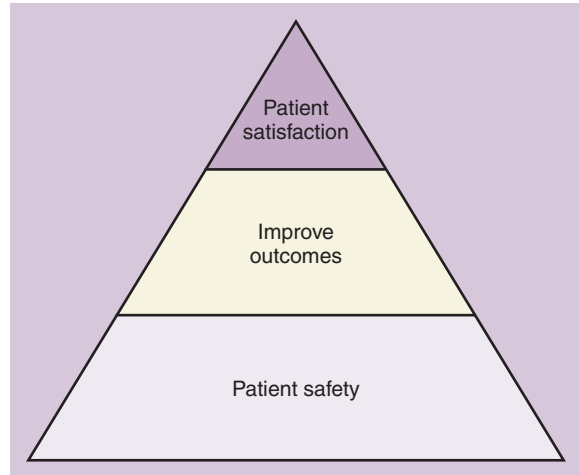 Patient
satisfaction
Improve
outcomes
Patient safety